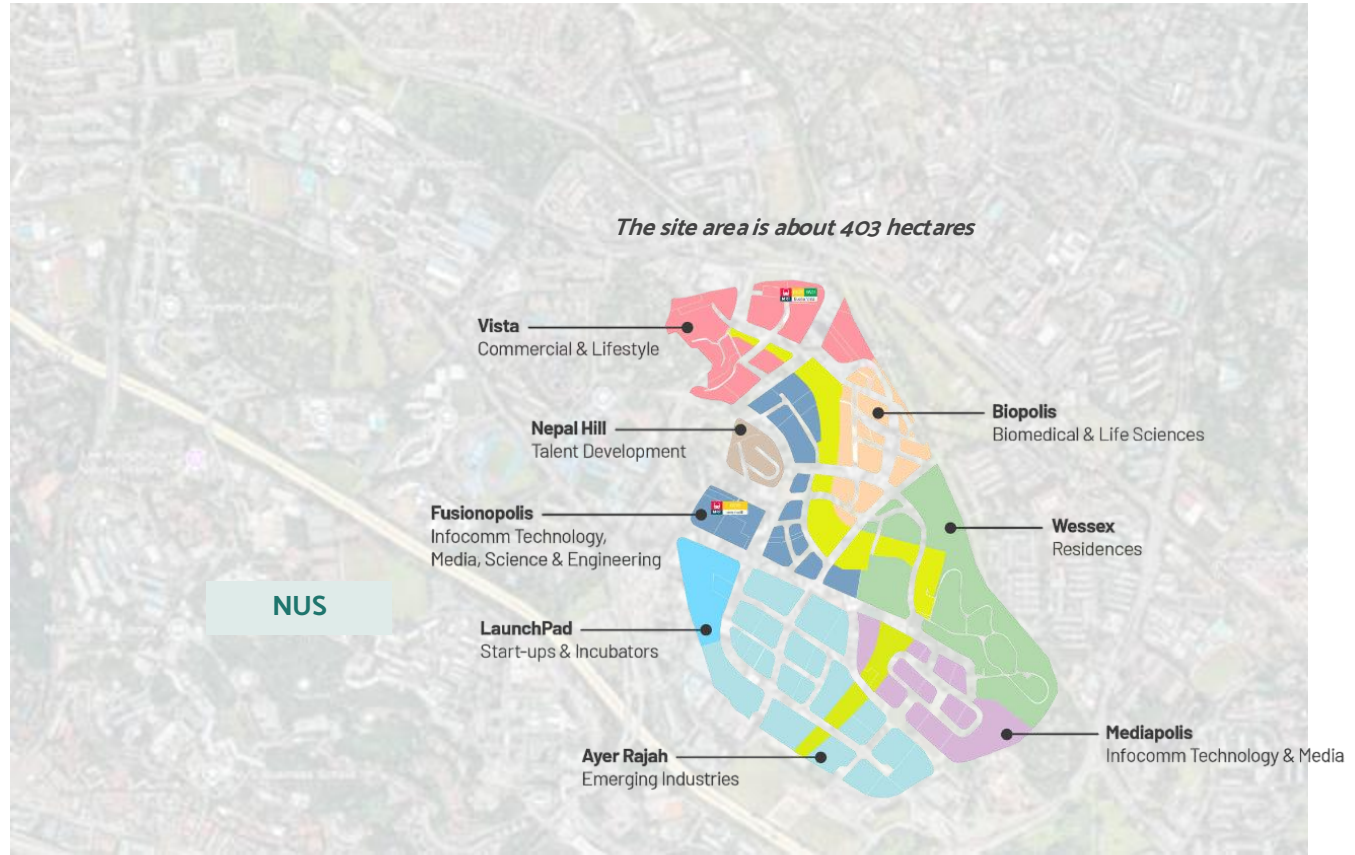 The site area is about 403 hectares
Vista
Commercial & Lifestyle
Biopolis
Biomedical & Life Sciences
Nepal Hill
Talent Development
Fusionopolis
Infocomm Technology,
Media, Science & Engineering
Wessex
Residences
NUS
LaunchPad
Start-ups & Incubators
Mediapolis
Infocomm Technology & Media
Ayer Rajah
Emerging Industries